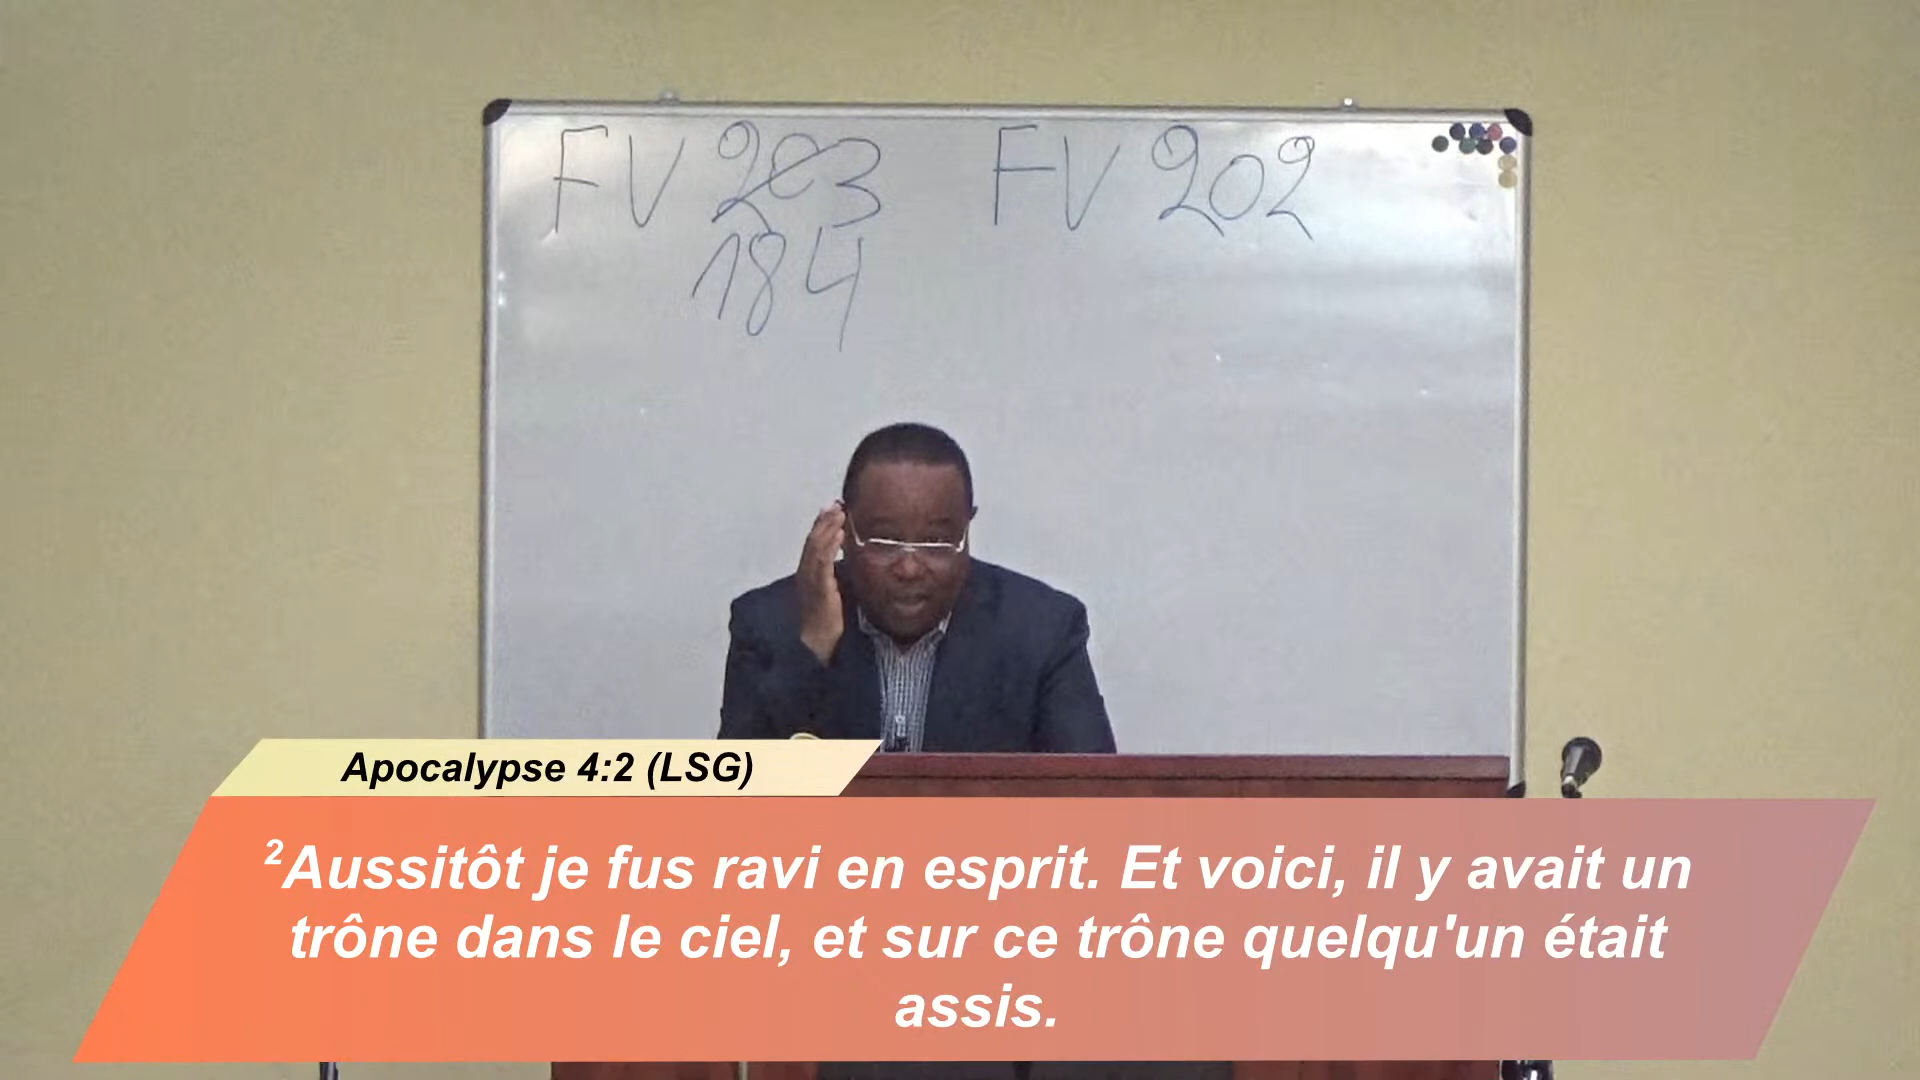 FV 203 FV 202
184
Apocalypse 4:2 (LSG)
²Aussitôt je fus ravi en esprit. Et voici, il y avait un
trône dans le ciel, et sur ce trône quelqu'un était
assis.